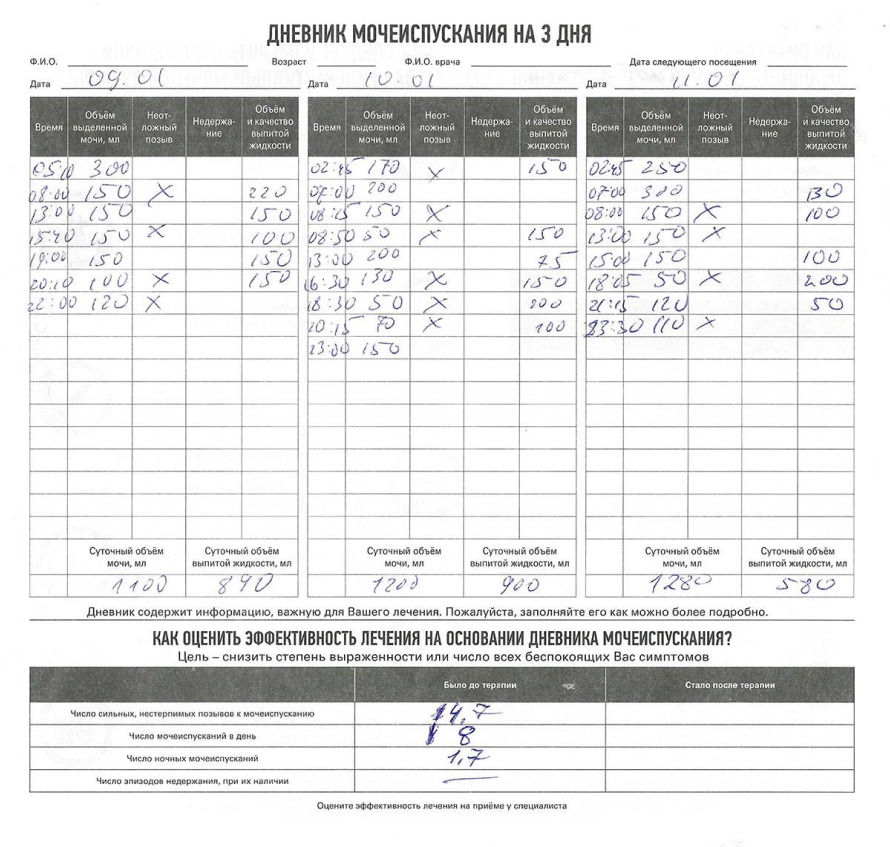 ДНЕВНИК МОЧЕИСПУСКАНИЯ НА 3 ДНЯ
Ф.И.О. Возраст Ф.И.О. врача Дата следующего посещения
Дата 09.01 Дата 10.01 Дата 11.01
Время Объём выделенной мочи, мл Неотложный позыв Недержание Объём и качество выпитой жидкости Время Объём выделенной мочи, мл Неотложный позыв Недержание Объём и качество выпитой жидкости Время Объём выделенной мочи, мл Неотложный позыв Недержание Объём и качество выпитой жидкости
05:10 300 02:45 170 x 150 02:45 250
08:00 150 x 220 07:00 200 07:00 300 130
13:00 150 150 08:15 150 x 08:00 150 x 100
15:40 150 x 100 08:50 50 x 150 13:00 150 x
19:00 150 150 13:00 200 75 15:00 150 100
20:10 100 x 150 16:30 130 x 150 18:05 50 x 200
22:00 120 x 18:30 50 x 200 21:15 120 50
20:15 70 x 100 23:30 110 x
23:00 150
Суточный объём мочи, мл Суточный объём выпитой жидкости, мл Суточный объём мочи, мл Суточный объём выпитой жидкости, мл Суточный объём мочи, мл Суточный объём выпитой жидкости, мл
1100 890 1200 900 1280 580
Дневник содержит информацию, важную для Вашего лечения. Пожалуйста, заполняйте его как можно более подробно.
КАК ОЦЕНИТЬ ЭФФЕКТИВНОСТЬ ЛЕЧЕНИЯ НА ОСНОВАНИИ ДНЕВНИКА МОЧЕИСПУСКАНИЯ?
Цель – снизить степень выраженности или число всех беспокоящих Вас симптомов
Было до терапии Стало после терапии
Число сильных, нестерпимых позывов к мочеиспусканию 4,7
Число мочеиспусканий в день 8
Число ночных мочеиспусканий 1,7
Число эпизодов недержания, при их наличии —
Оцените эффективность лечения на приёме у специалиста